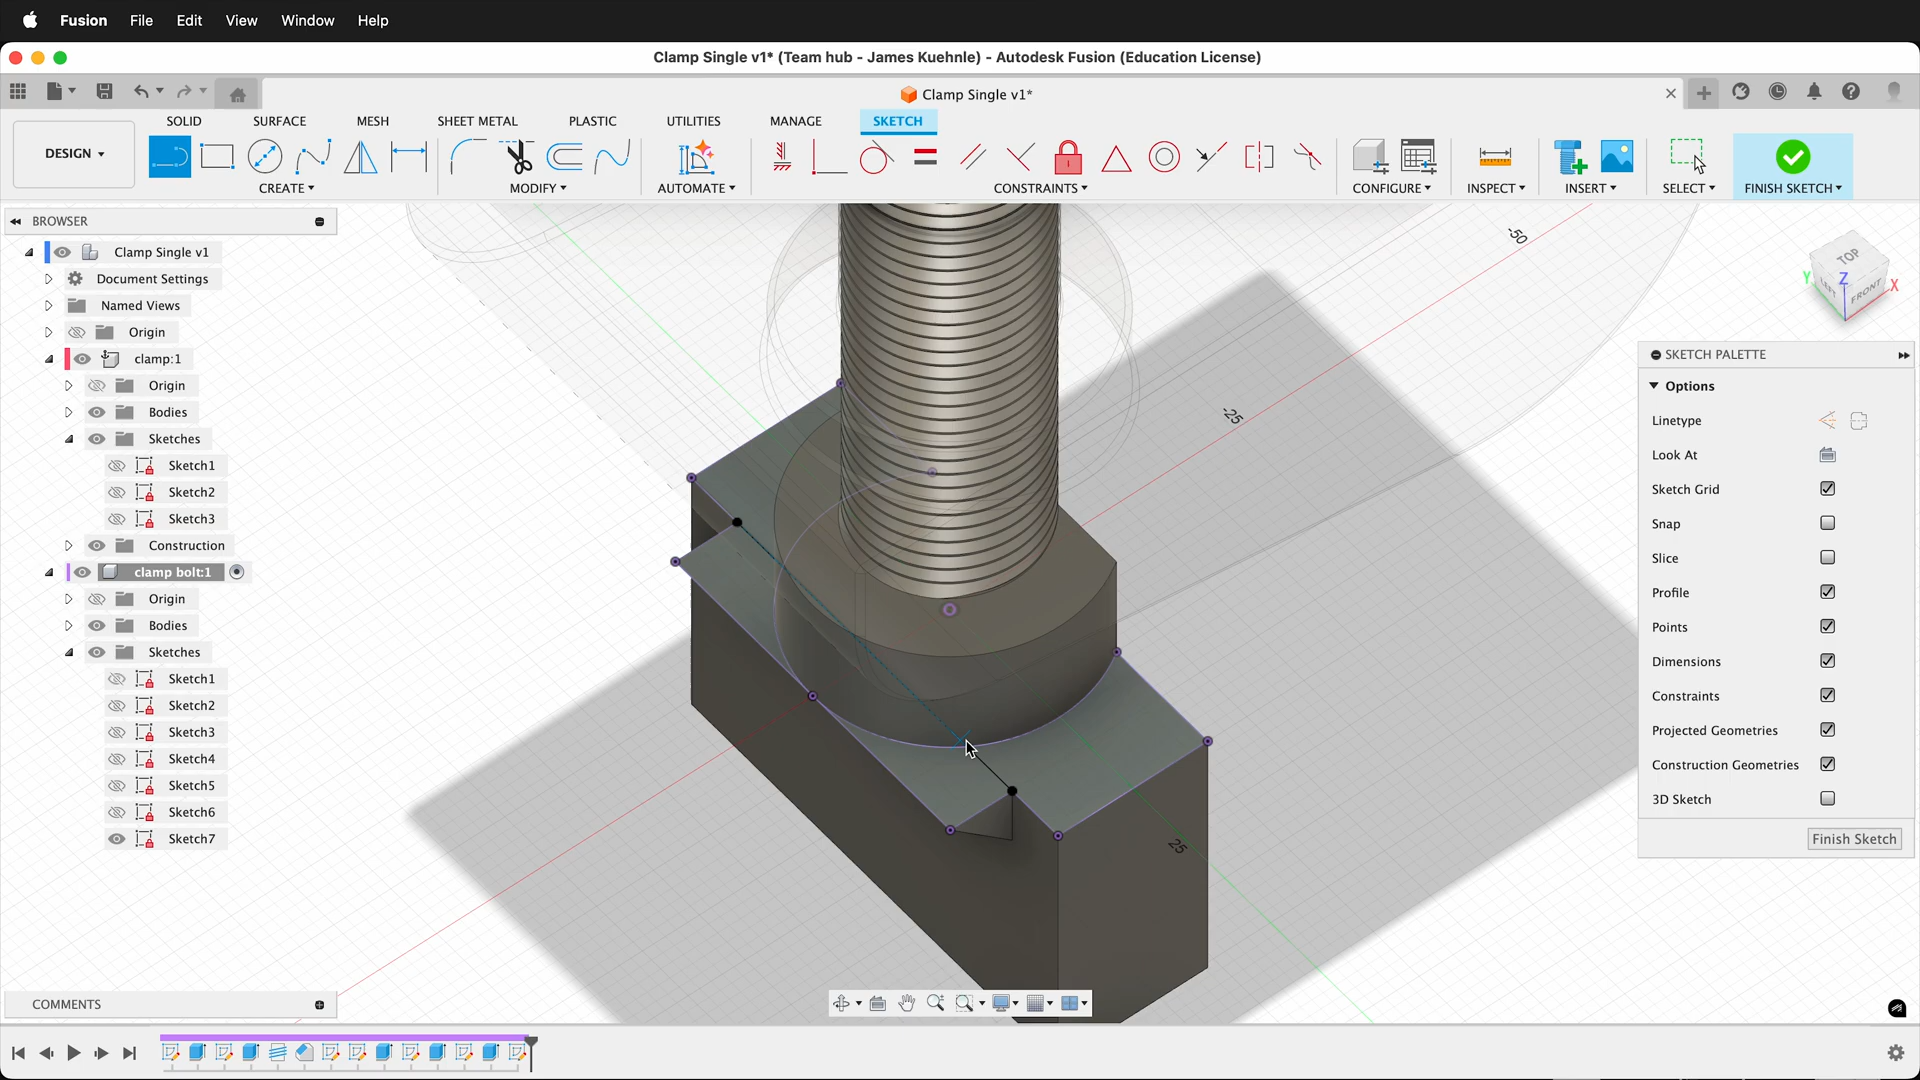 Fusion File Edit View Window Help
Clamp Single v1* (Team hub - James Kuehnle) - Autodesk Fusion (Education License)
Clamp Single v1*
SOLID SURFACE MESH SHEET METAL PLASTIC UTILITIES MANAGE SKETCH
DESIGN
CREATE MODIFY AUTOMATE CONSTRAINTS CONFIGURE INSPECT INSERT SELECT FINISH SKETCH
BROWSER
Clamp Single v1
Document Settings
Named Views
Origin
clamp:1
Origin
Bodies
Sketches
Sketch1
Sketch2
Sketch3
Construction
clamp bolt:1
Origin
Bodies
Sketches
Sketch1
Sketch2
Sketch3
Sketch4
Sketch5
Sketch6
Sketch7
COMMENTS
-50
-25
25
TOP
LEFT
FRONT
X
Y
Z
SKETCH PALETTE
Options
Linetype
Look At
Sketch Grid
Snap
Slice
Profile
Points
Dimensions
Constraints
Projected Geometries
Construction Geometries
3D Sketch
Finish Sketch